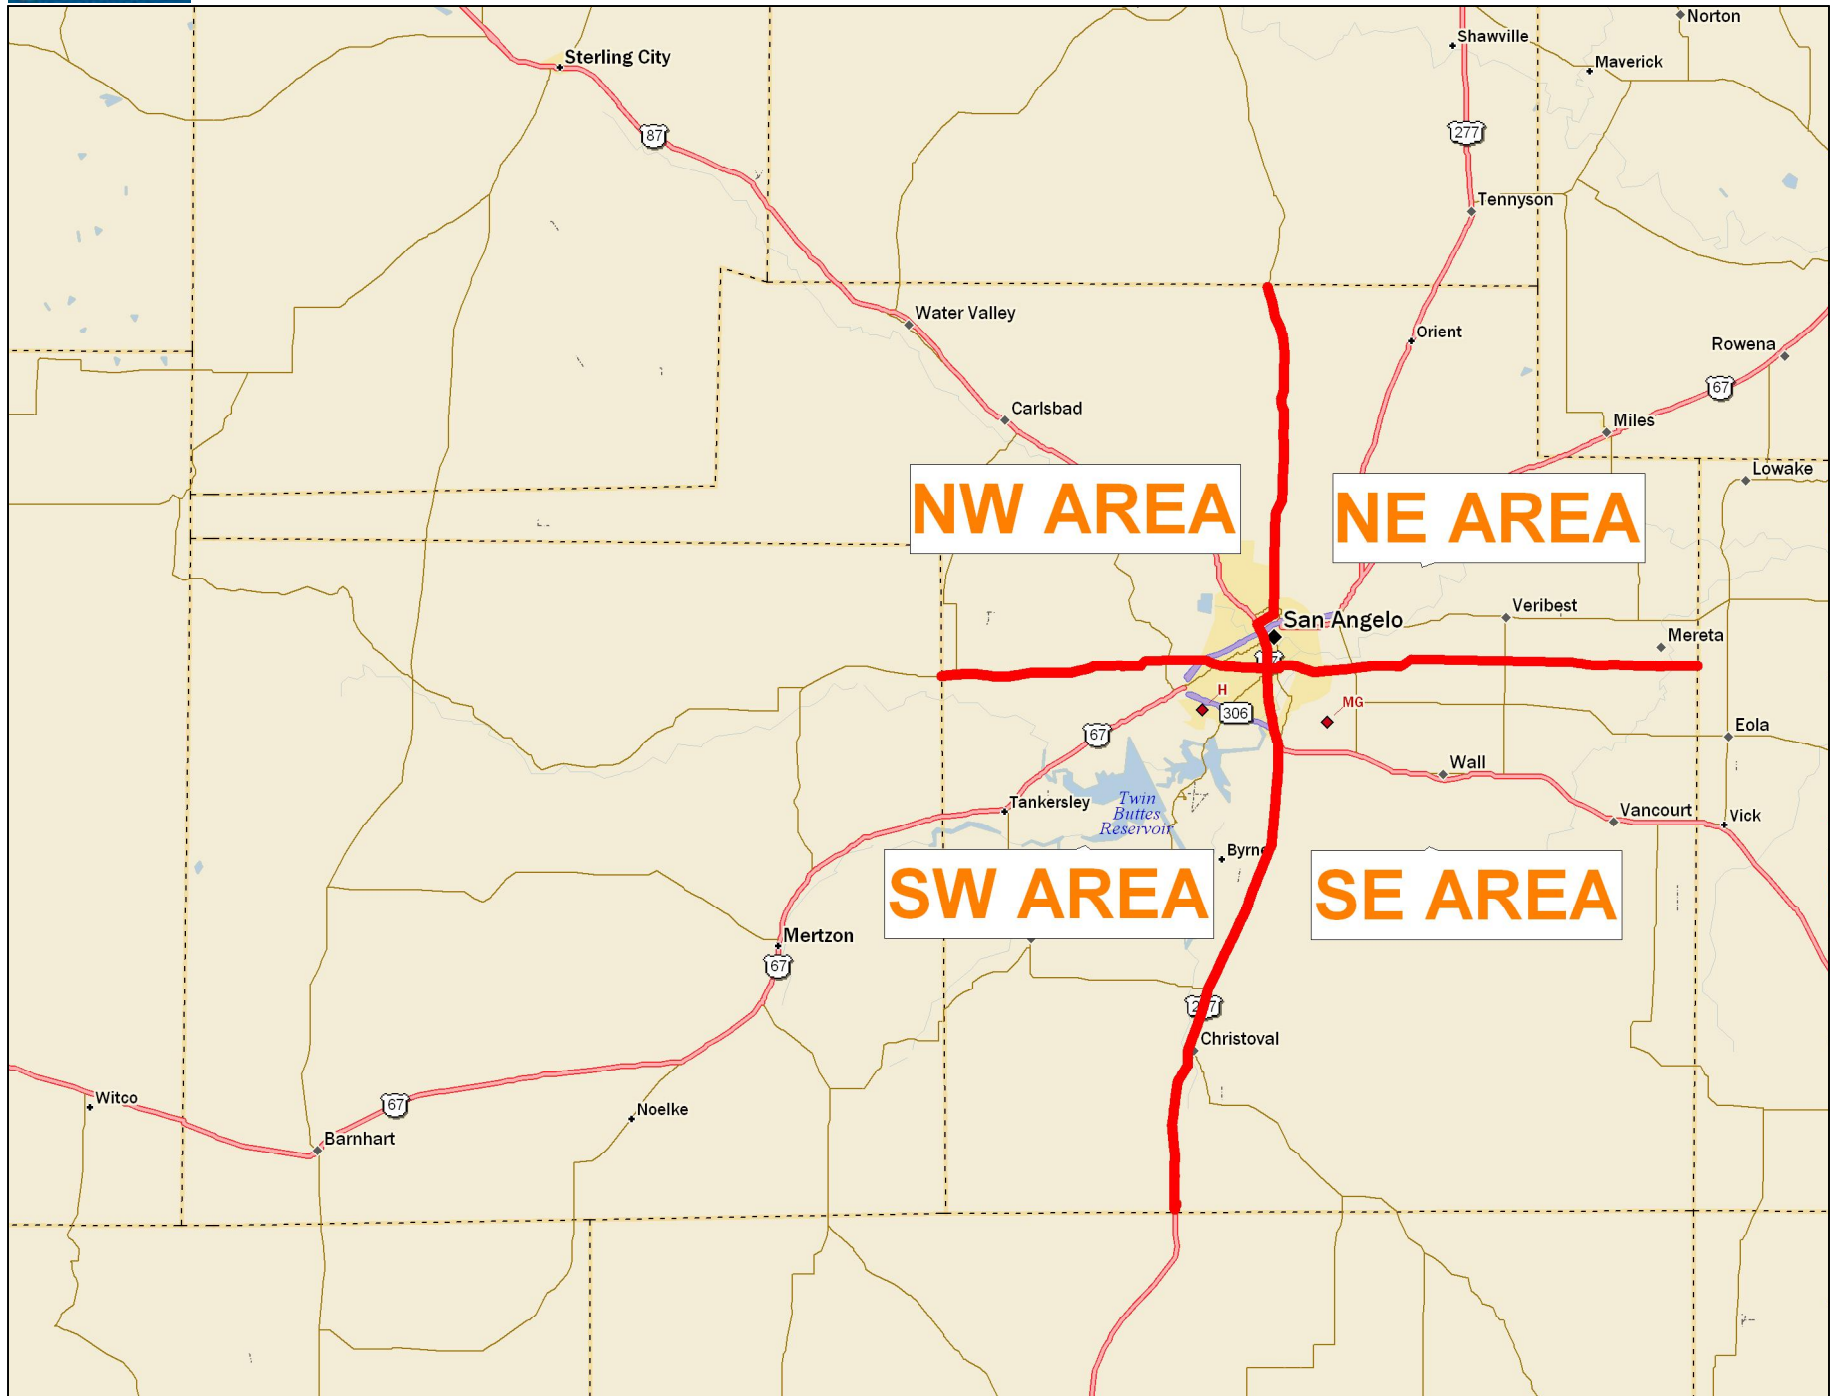 Norton
Shawville
Sterling City
Maverick
87
277
Tennyson
Water Valley
Orient
Rowena
67
Carlsbad
Miles
Lowake
NW AREA
NE AREA
Veribest
San Angelo
Mereta
H
MG
306
Eola
67
Wall
Twin
Buttes
Reservoir
Tankersley
Vancourt
Vick
Byrne
SW AREA
SE AREA
Mertzon
67
Christoval
Witco
67
Noelke
Barnhart